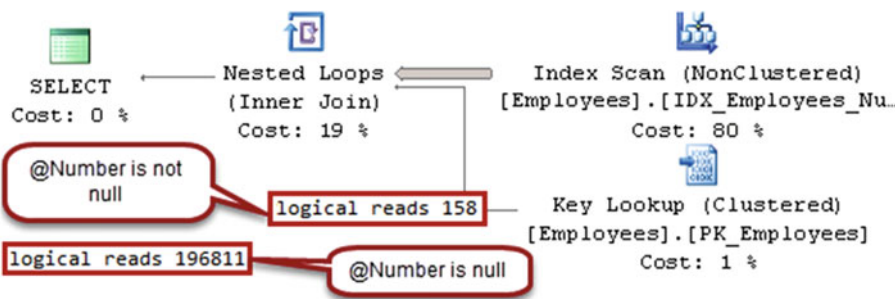 SELECT
Cost: 0 %
Nested Loops
(Inner Join)
Cost: 19 %
Index Scan (NonClustered)
[Employees].[IDX_Employees_Nu…
Cost: 80 %
@Number is not
null
logical reads 158
Key Lookup (Clustered)
[Employees].[PK_Employees]
Cost: 1 %
logical reads 196811
@Number is null